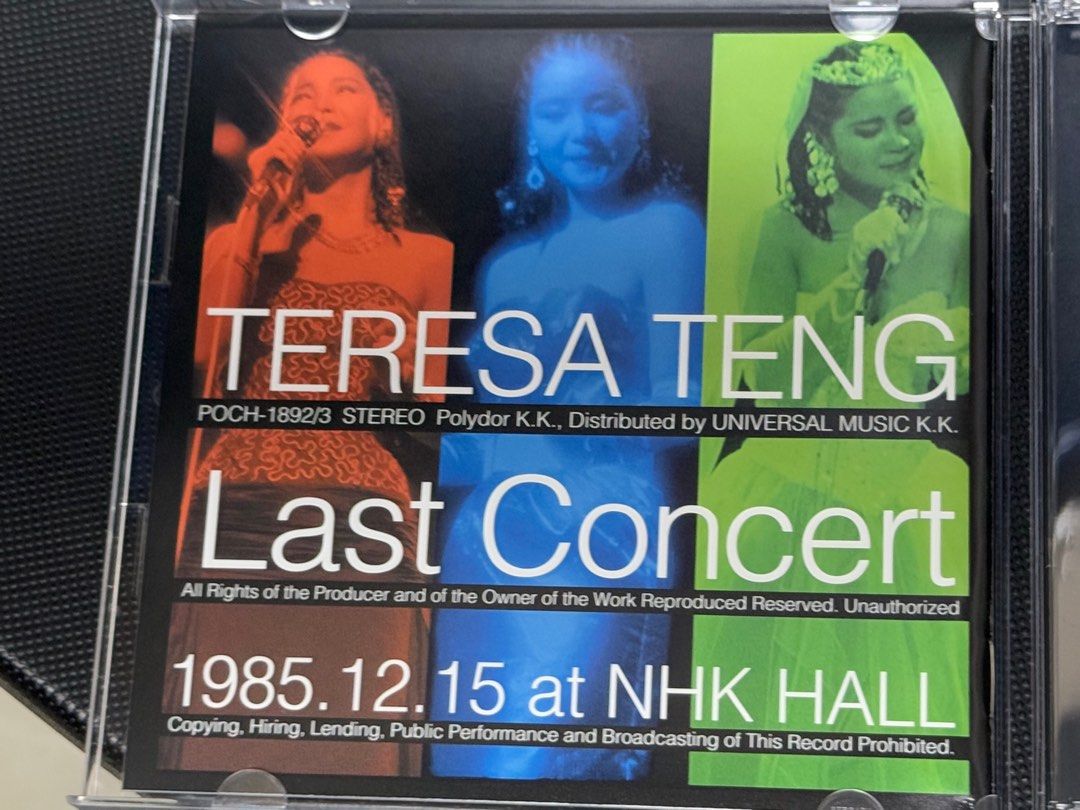 TERESA TENG
POCH-1892/3 STEREO Polydor K.K., Distributed by UNIVERSAL MUSIC K.K.
Last Concert
All Rights of the Producer and of the Owner of the Work Reproduced Reserved. Unauthorized
1985.12.15 at NHK HALL
Copying, Hiring, Lending, Public Performance and Broadcasting of This Record Prohibited.